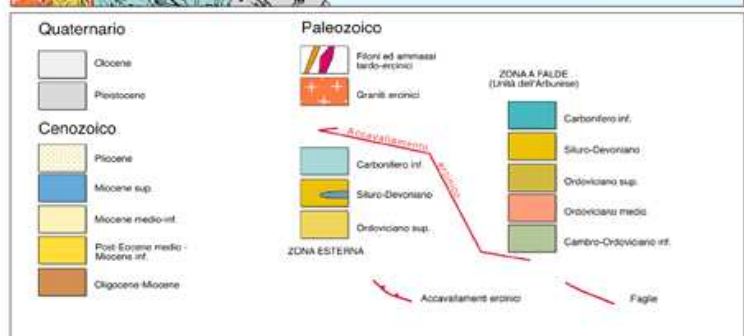 Quaternario
Olocene
Pleistocene
Cenozoico
Pliocene
Miocene sup.
Miocene medio-inf.
Post-Eocene medio -
Miocene inf.
Oligocene-Miocene
Paleozoico
Filoni ed ammassi
tardo-ercinici
Graniti ercinici
Accavallamento ercinico
Carbonifero inf.
Siluro-Devoniano
Ordoviciano sup.
ZONA ESTERNA
Accavallamenti ercinici
ZONA A FALDE
(Unità dell'Arburese)
Carbonifero inf.
Siluro-Devoniano
Ordoviciano sup.
Ordoviciano medio
Cambro-Ordoviciano inf.
Faglie